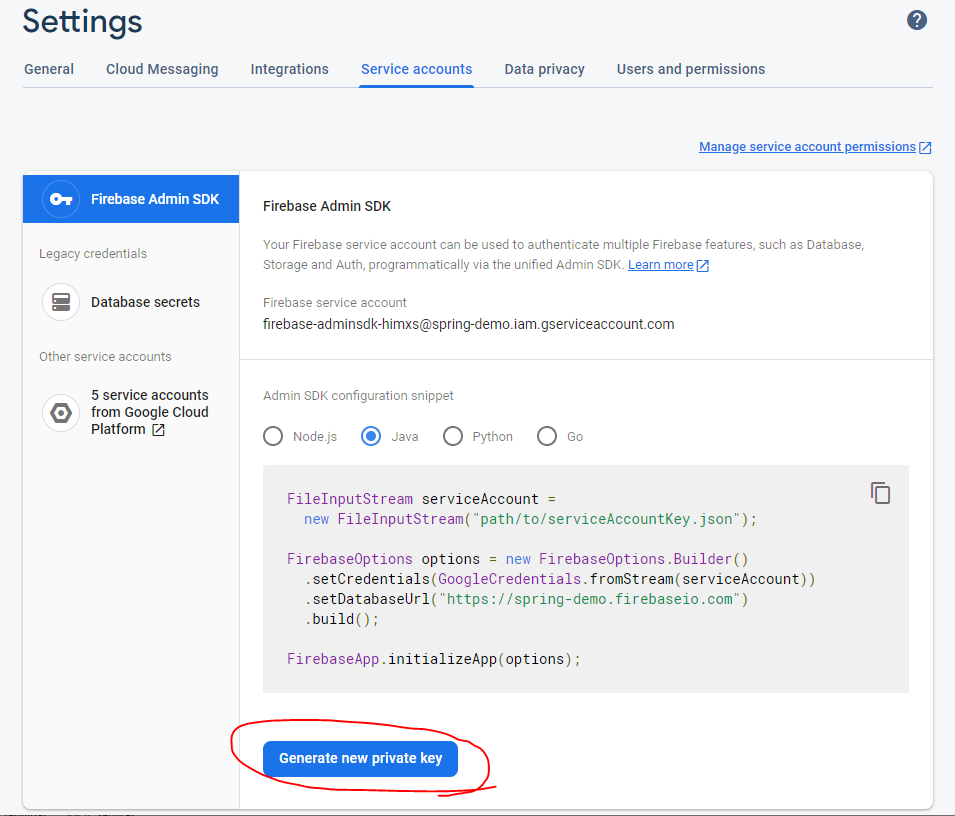 Settings
General Cloud Messaging Integrations Service accounts Data privacy Users and permissions
Manage service account permissions
Firebase Admin SDK
Legacy credentials
Database secrets
Other service accounts
5 service accounts
from Google Cloud
Platform
Firebase Admin SDK
Your Firebase service account can be used to authenticate multiple Firebase features, such as Database,
Storage and Auth, programmatically via the unified Admin SDK. Learn more
Firebase service account
firebase-adminsdk-himxs@spring-demo.iam.gserviceaccount.com
Admin SDK configuration snippet
Node.js Java Python Go
FileInputStream serviceAccount =
new FileInputStream("path/to/serviceAccountKey.json");
FirebaseOptions options = new FirebaseOptions.Builder()
.setCredentials(GoogleCredentials.fromStream(serviceAccount))
.setDatabaseUrl("https://spring-demo.firebaseio.com")
.build();
FirebaseApp.initializeApp(options);
Generate new private key